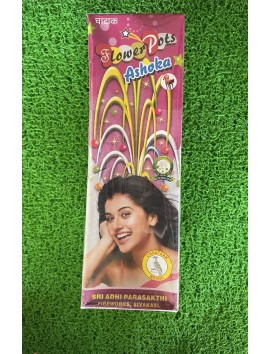 चटाक
Flower Pots
Ashoka
SRI ADHI PARASAKTHI
FIREWORKS, SIVAKASI.